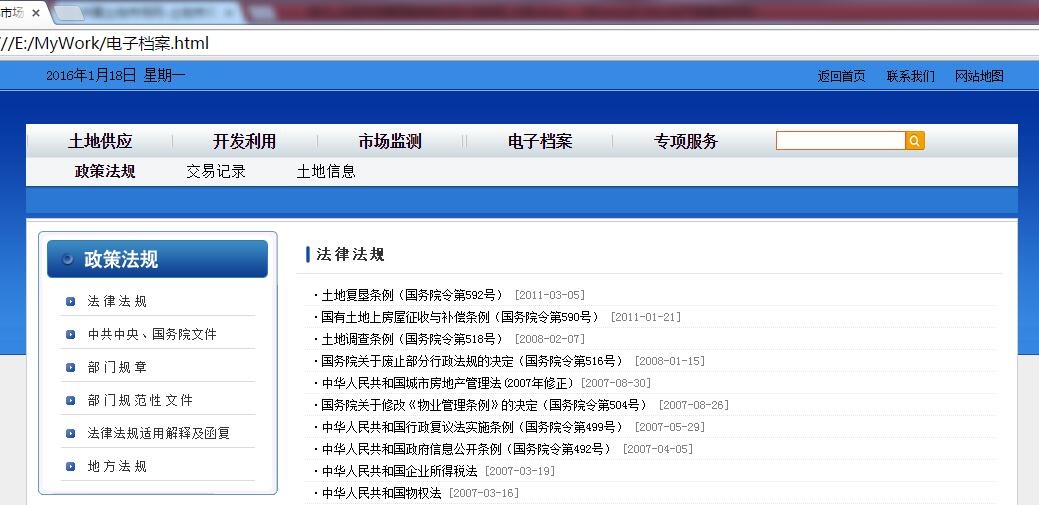 市场
///E:/MyWork/电子档案.html
2016年1月18日 星期一 返回首页 联系我们 网站地图
土地供应 开发利用 市场监测 电子档案 专项服务
政策法规 交易记录 土地信息
政策法规
法律法规
中共中央、国务院文件
部门规章
部门规范性文件
法律法规适用解释及函复
地方法规
法律法规
·土地复垦条例（国务院令第592号） [2011-03-05]
·国有土地上房屋征收与补偿条例（国务院令第590号） [2011-01-21]
·土地调查条例（国务院令第518号） [2008-02-07]
·国务院关于废止部分行政法规的决定（国务院令第516号） [2008-01-15]
·中华人民共和国城市房地产管理法(2007年修正) [2007-08-30]
·国务院关于修改《物业管理条例》的决定（国务院令第504号） [2007-08-26]
·中华人民共和国行政复议法实施条例（国务院令第499号） [2007-05-29]
·中华人民共和国政府信息公开条例（国务院令第492号） [2007-04-05]
·中华人民共和国企业所得税法 [2007-03-19]
·中华人民共和国物权法 [2007-03-16]